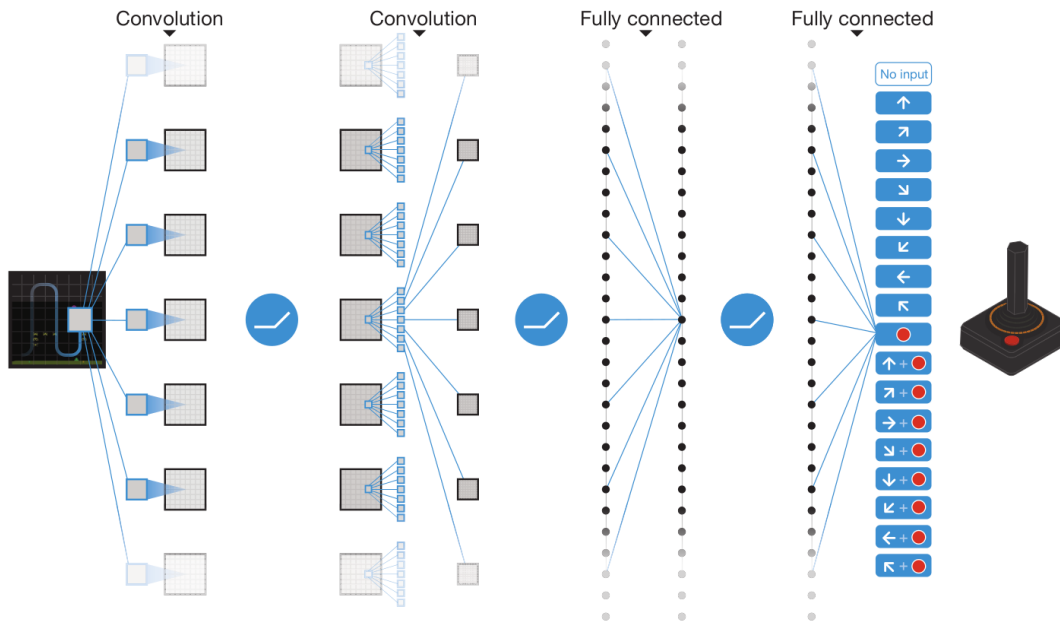 Convolution
Convolution
Fully connected
Fully connected
No input
+
+
+
+
+
+
+
+